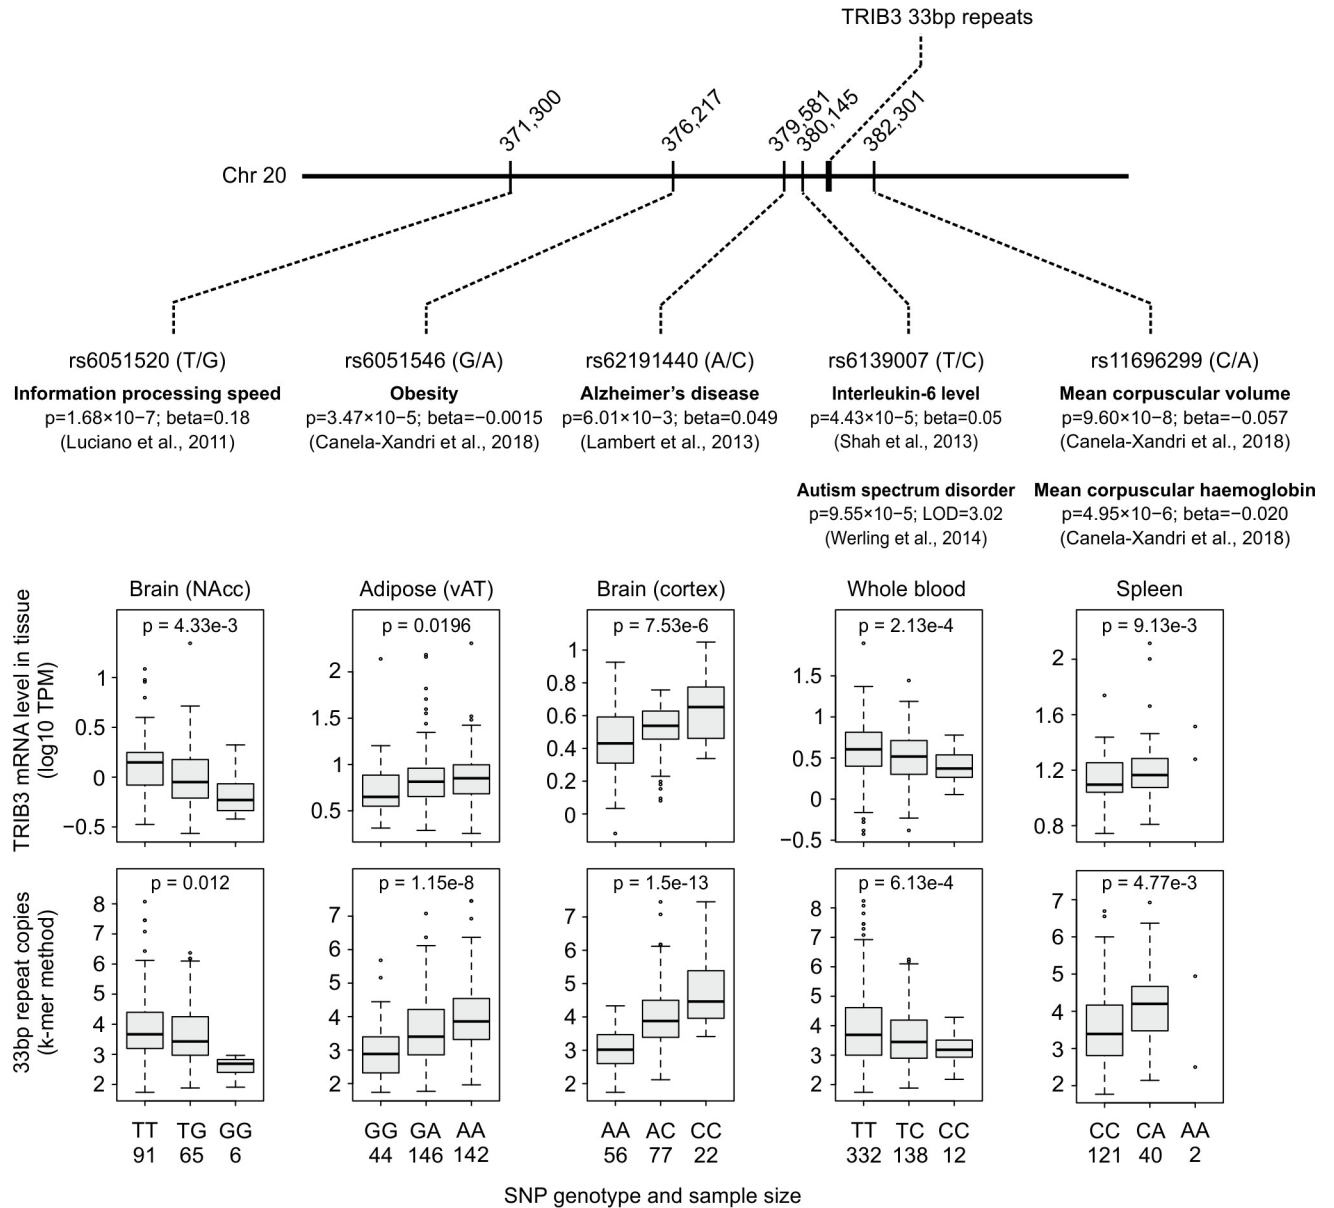 TRIB3 33bp repeats
371,300
376,217
379,581
380,145
382,301
Chr 20
rs6051520 (T/G)
Information processing speed
p=1.68×10−7; beta=0.18
(Luciano et al., 2011)
rs6051546 (G/A)
Obesity
p=3.47×10−5; beta=−0.0015
(Canela-Xandri et al., 2018)
rs62191440 (A/C)
Alzheimer's disease
p=6.01×10−3; beta=0.049
(Lambert et al., 2013)
rs6139007 (T/C)
Interleukin-6 level
p=4.43×10−5; beta=0.05
(Shah et al., 2013)
Autism spectrum disorder
p=9.55×10−5; LOD=3.02
(Werling et al., 2014)
rs11696299 (C/A)
Mean corpuscular volume
p=9.60×10−8; beta=−0.057
(Canela-Xandri et al., 2018)
Mean corpuscular haemoglobin
p=4.95×10−6; beta=−0.020
(Canela-Xandri et al., 2018)
TRIB3 mRNA level in tissue
(log10 TPM)
Brain (NAcc)
p = 4.33e-3
1
0.5
0
−0.5
Adipose (vAT)
p = 0.0196
2
1.5
1
0.5
Brain (cortex)
p = 7.53e-6
1
0.8
0.6
0.4
0.2
0
Whole blood
p = 2.13e-4
1.5
1
0.5
0
−0.5
Spleen
p = 9.13e-3
2
1.6
1.2
0.8
33bp repeat copies
(k-mer method)
p = 0.012
8
7
6
5
4
3
2
p = 1.15e-8
7
6
5
4
3
2
p = 1.5e-13
7
6
5
4
3
2
p = 6.13e-4
8
7
6
5
4
3
2
p = 4.77e-3
7
6
5
4
3
2
TT TG GG
91 65 6
GG GA AA
44 146 142
AA AC CC
56 77 22
TT TC CC
332 138 12
CC CA AA
121 40 2
SNP genotype and sample size